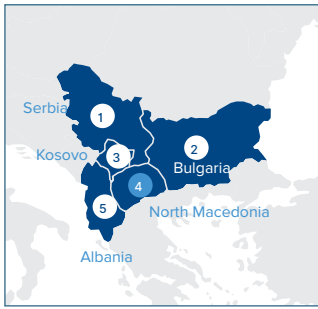 Serbia
1
2
Kosovo
3
Bulgaria
4
5
North Macedonia
Albania